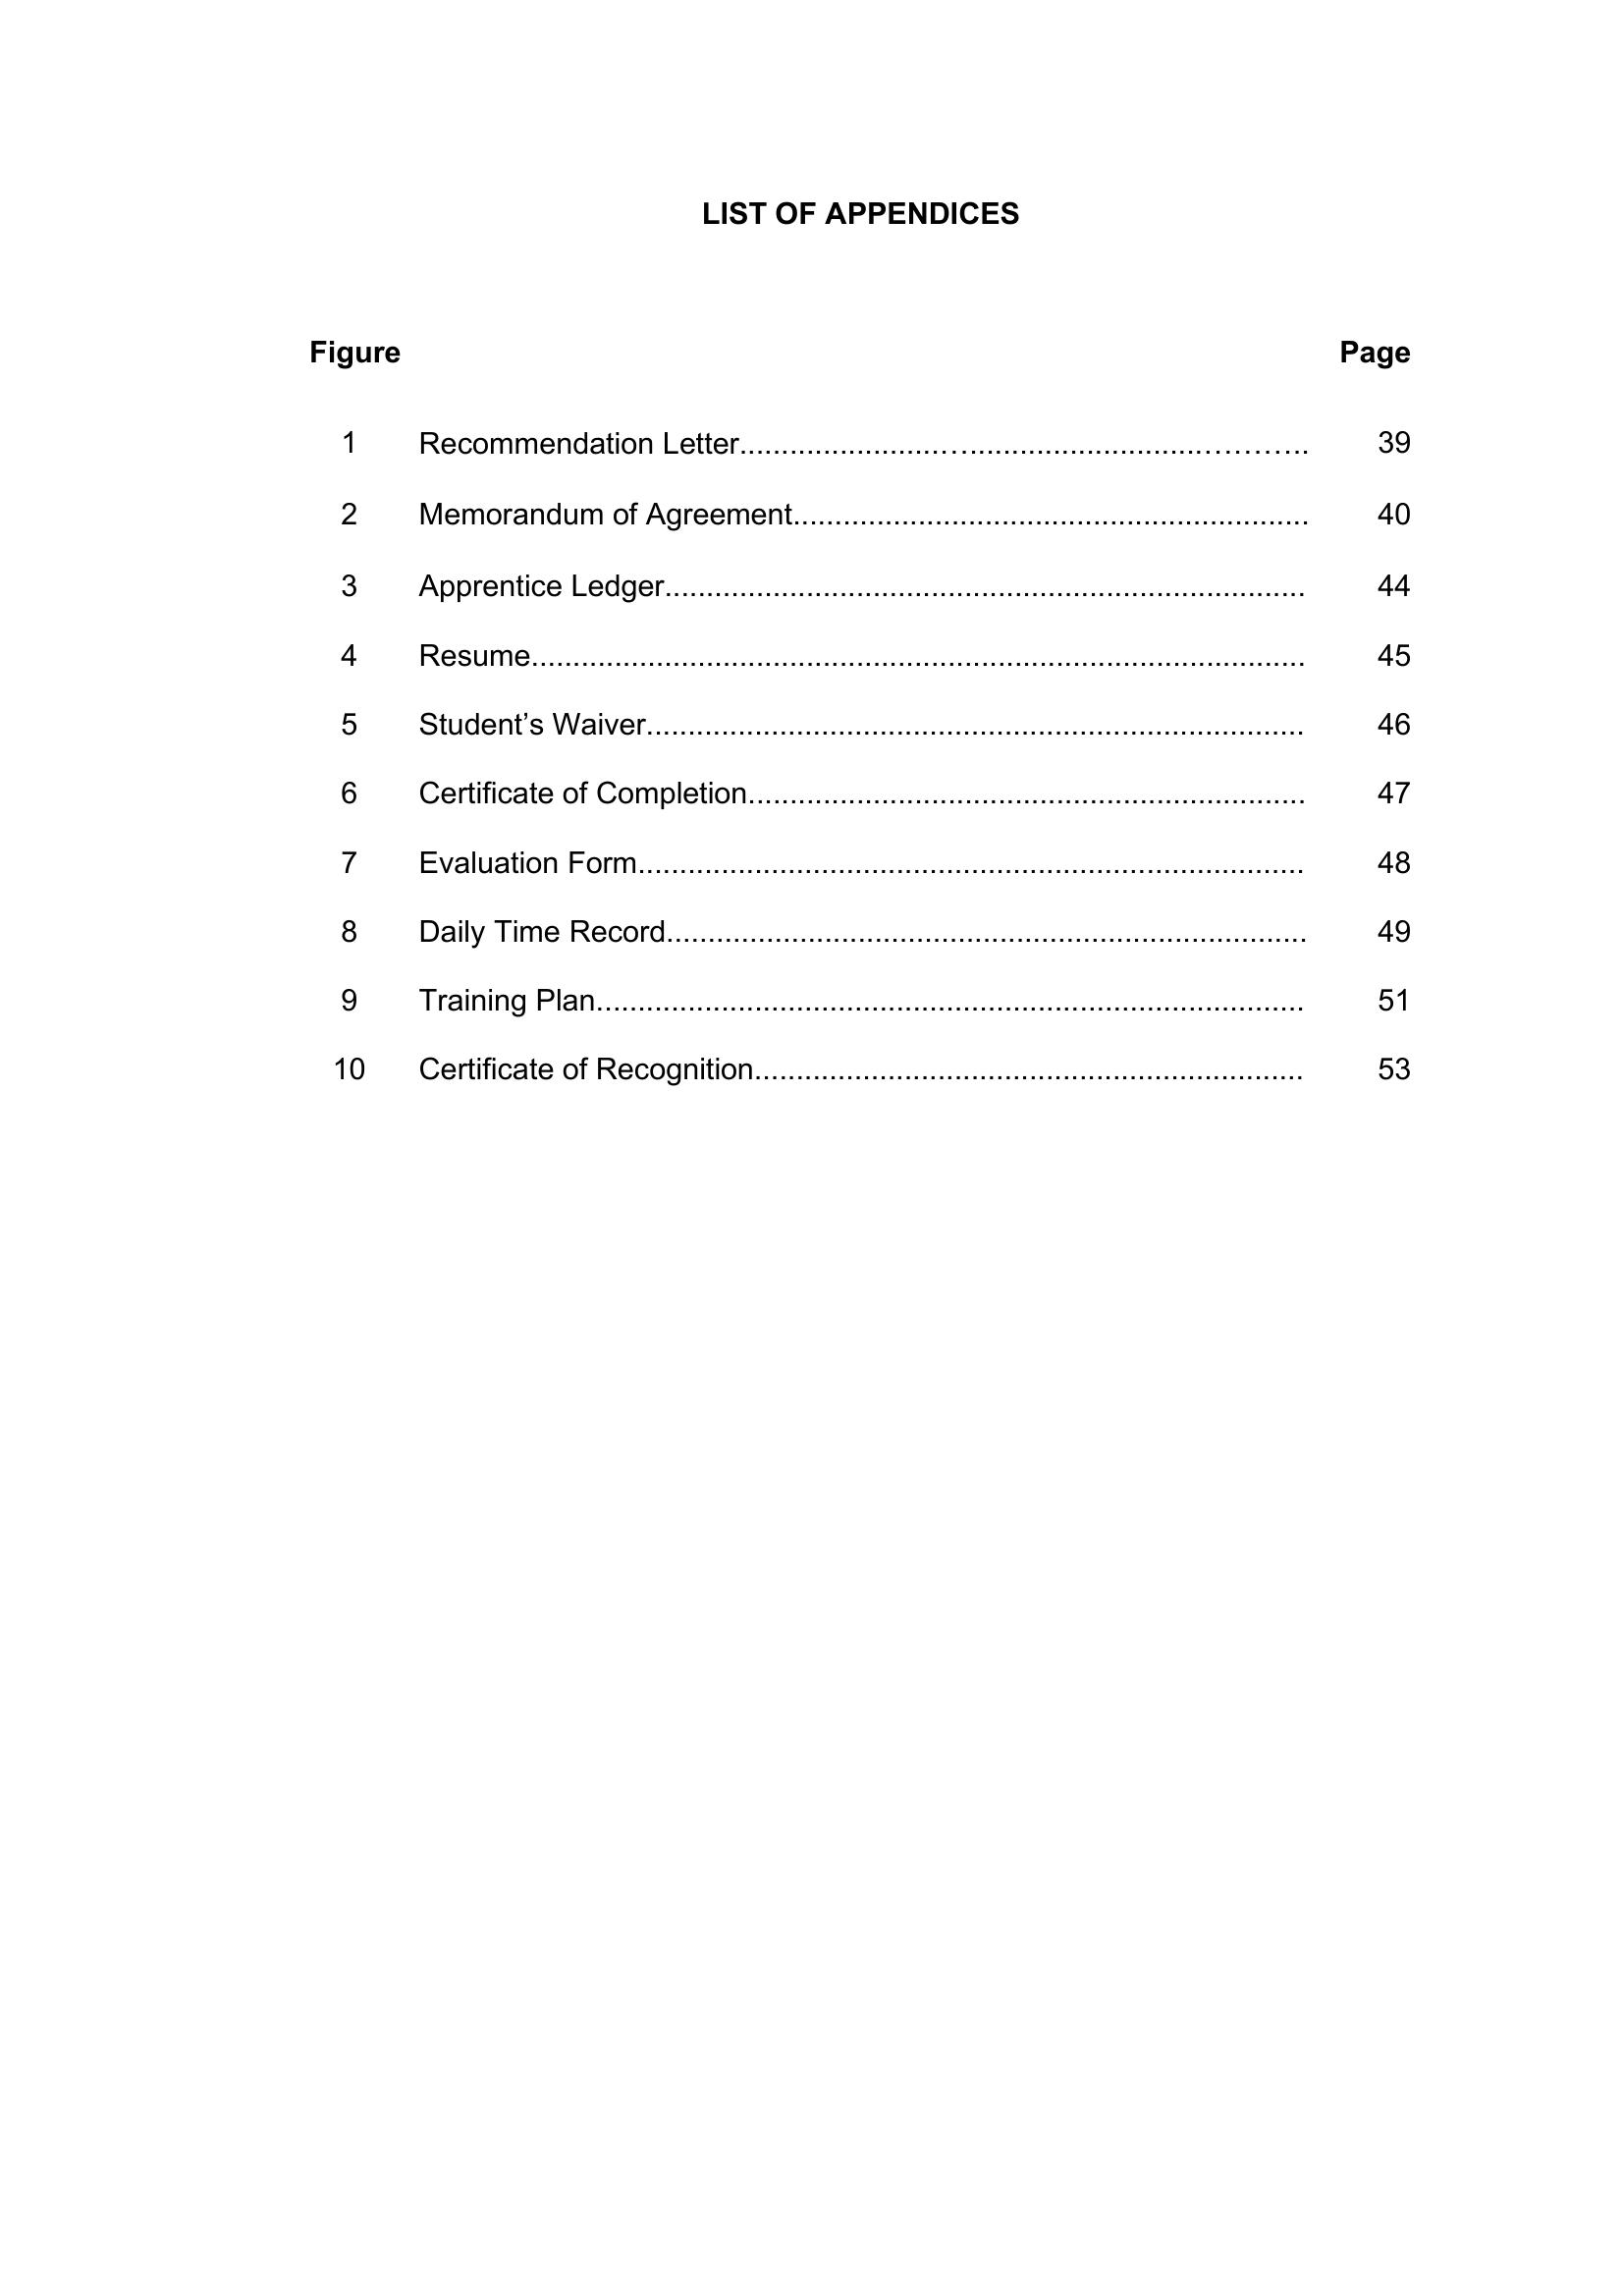 LIST OF APPENDICES
Figure Page
1 Recommendation Letter........................…............................……….. 39
2 Memorandum of Agreement.............................................................. 40
3 Apprentice Ledger............................................................................. 44
4 Resume............................................................................................. 45
5 Student’s Waiver............................................................................... 46
6 Certificate of Completion................................................................... 47
7 Evaluation Form................................................................................ 48
8 Daily Time Record............................................................................. 49
9 Training Plan..................................................................................... 51
10 Certificate of Recognition.................................................................. 53